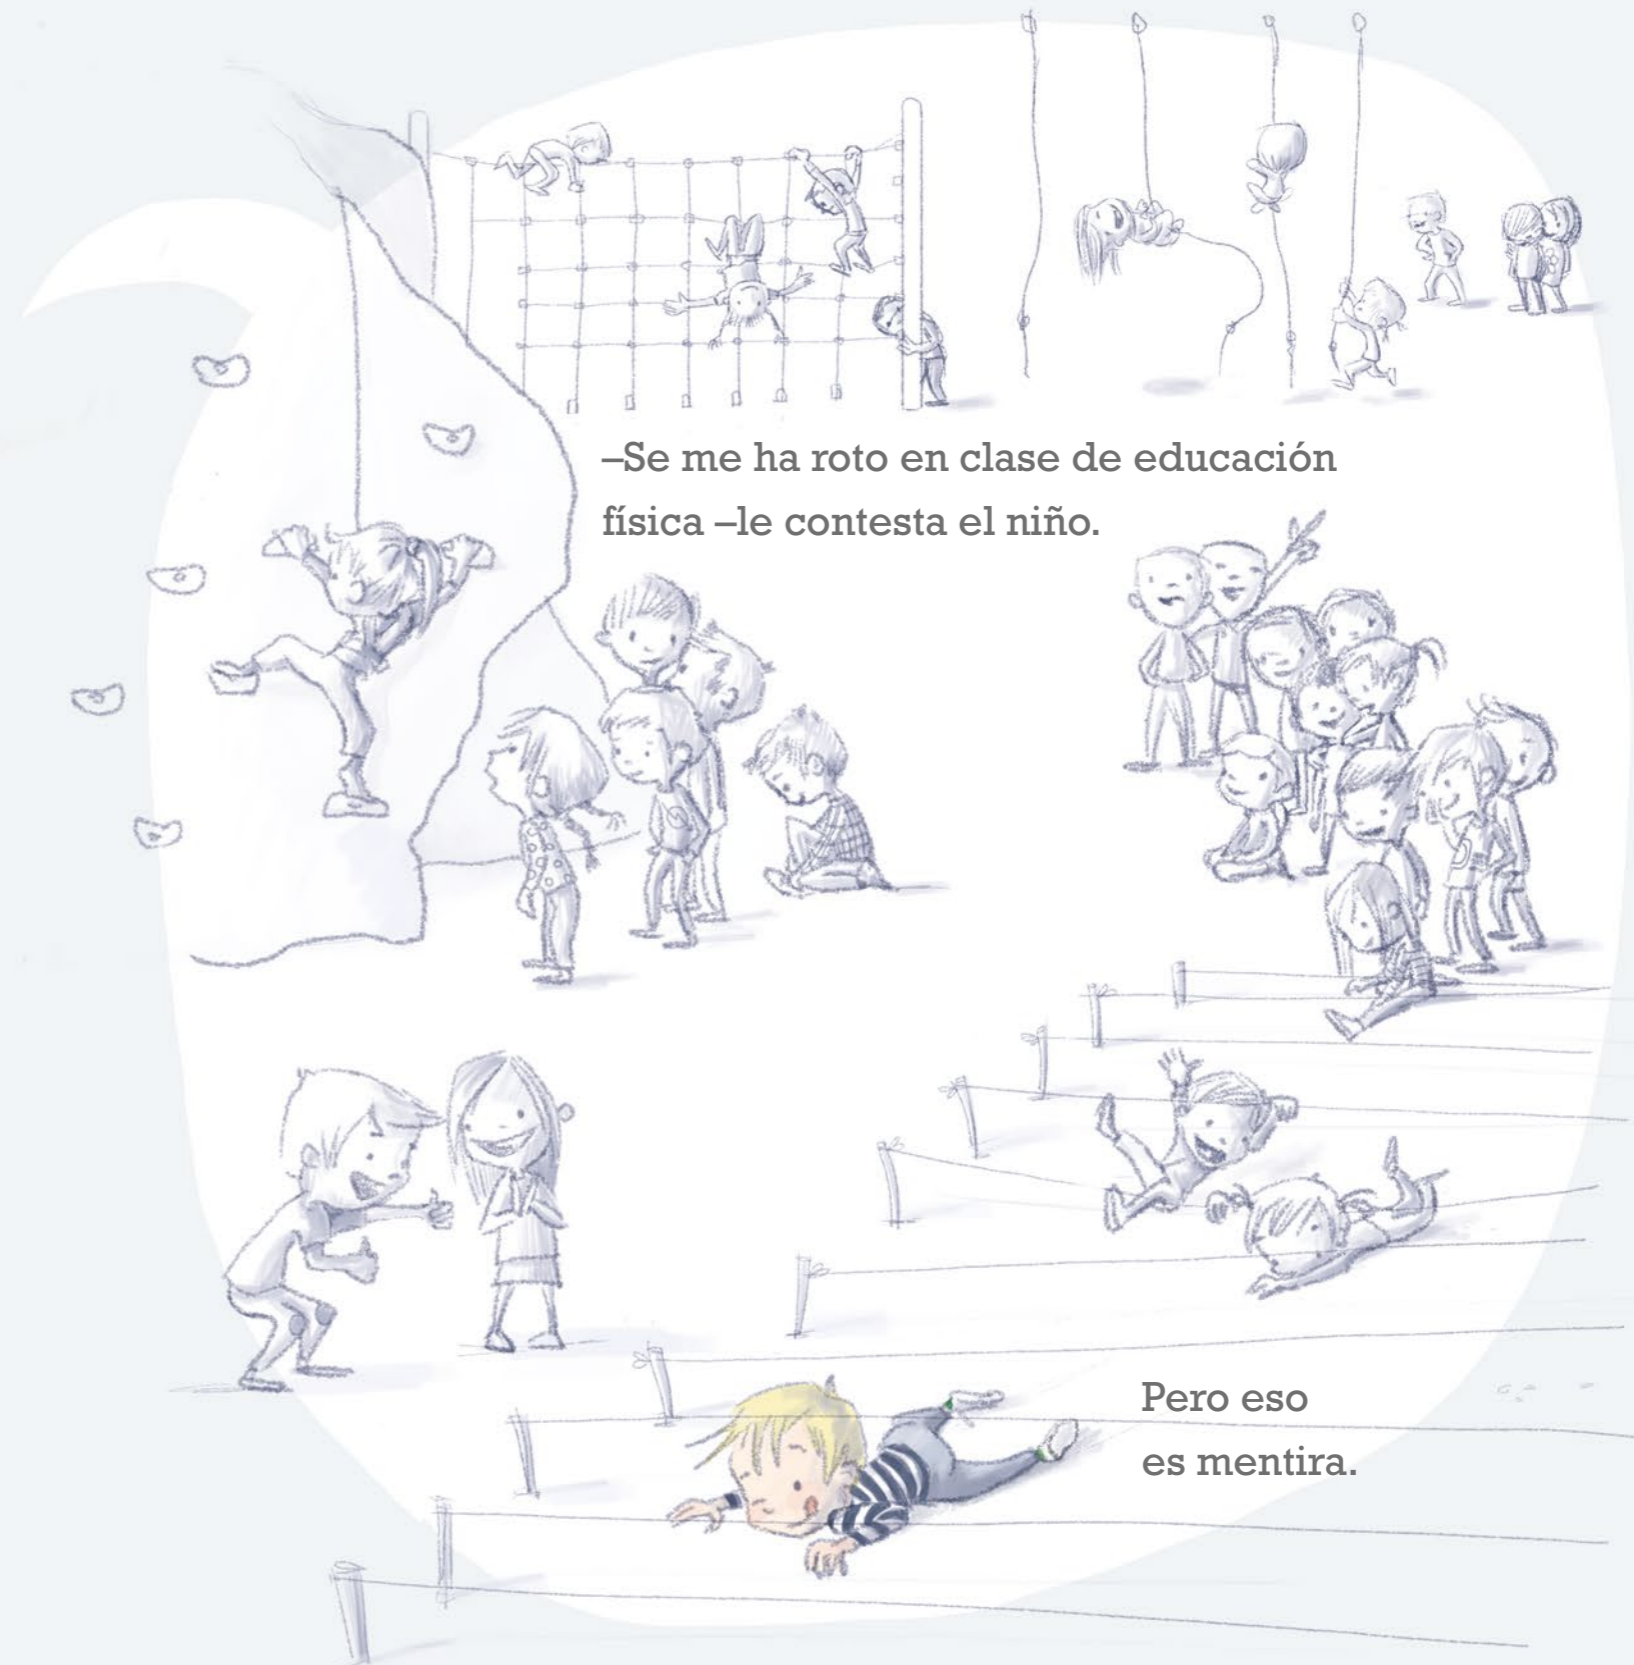 –Se me ha roto en clase de educación
física –le contesta el niño.
Pero eso
es mentira.